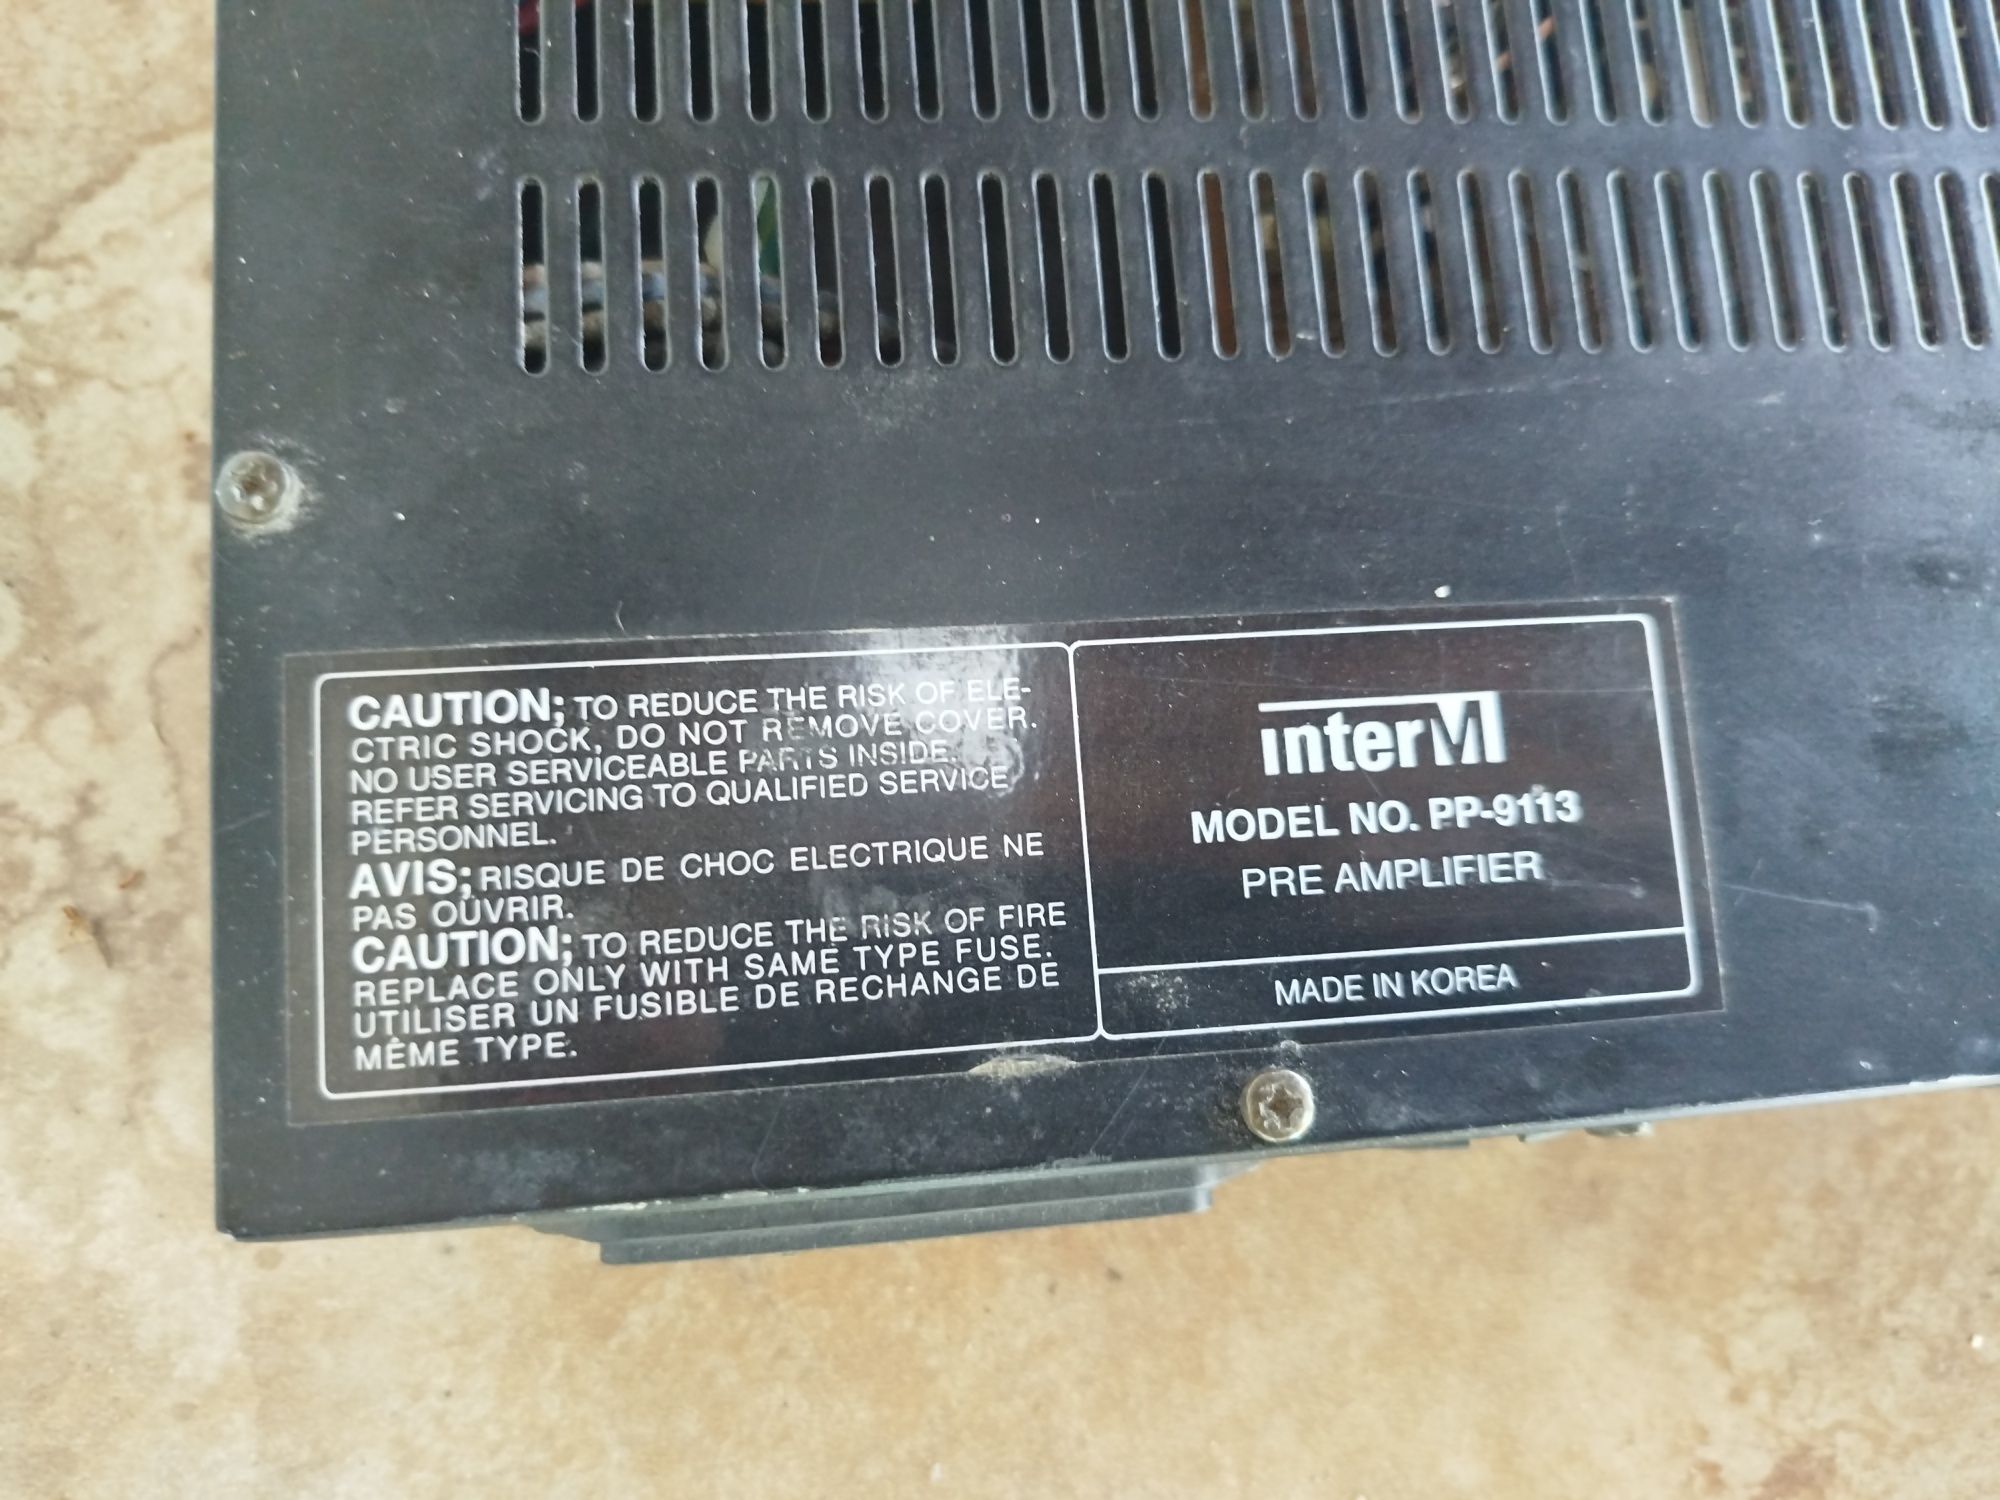 CAUTION; TO REDUCE THE RISK OF ELE-
CTRIC SHOCK, DO NOT REMOVE COVER.
NO USER SERVICEABLE PARTS INSIDE.
REFER SERVICING TO QUALIFIED SERVICE
PERSONNEL.
AVIS; RISQUE DE CHOC ELECTRIQUE NE
PAS OUVRIR.
CAUTION; TO REDUCE THE RISK OF FIRE
REPLACE ONLY WITH SAME TYPE FUSE.
UTILISER UN FUSIBLE DE RECHANGE DE
MÊME TYPE.
interM
MODEL NO. PP-9113
PRE AMPLIFIER
MADE IN KOREA